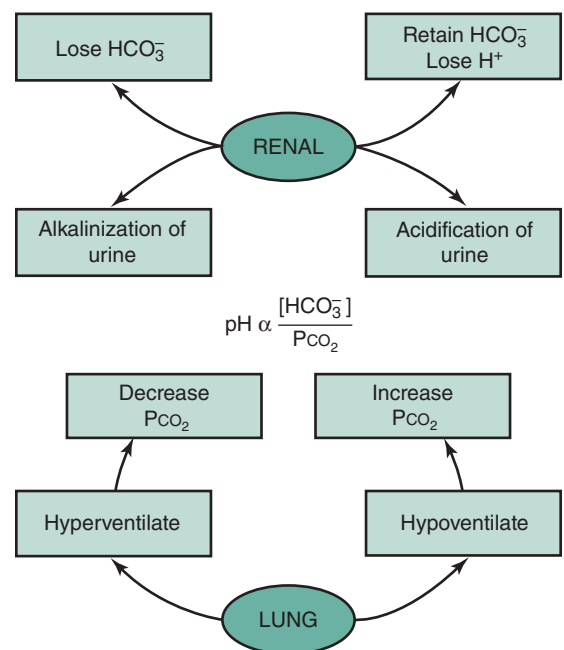 Lose HCO₃⁻
Retain HCO₃⁻
Lose H⁺
RENAL
Alkalinization of
urine
Acidification of
urine
pH α [HCO₃⁻]
PCO₂
Decrease
PCO₂
Increase
PCO₂
Hyperventilate
Hypoventilate
LUNG